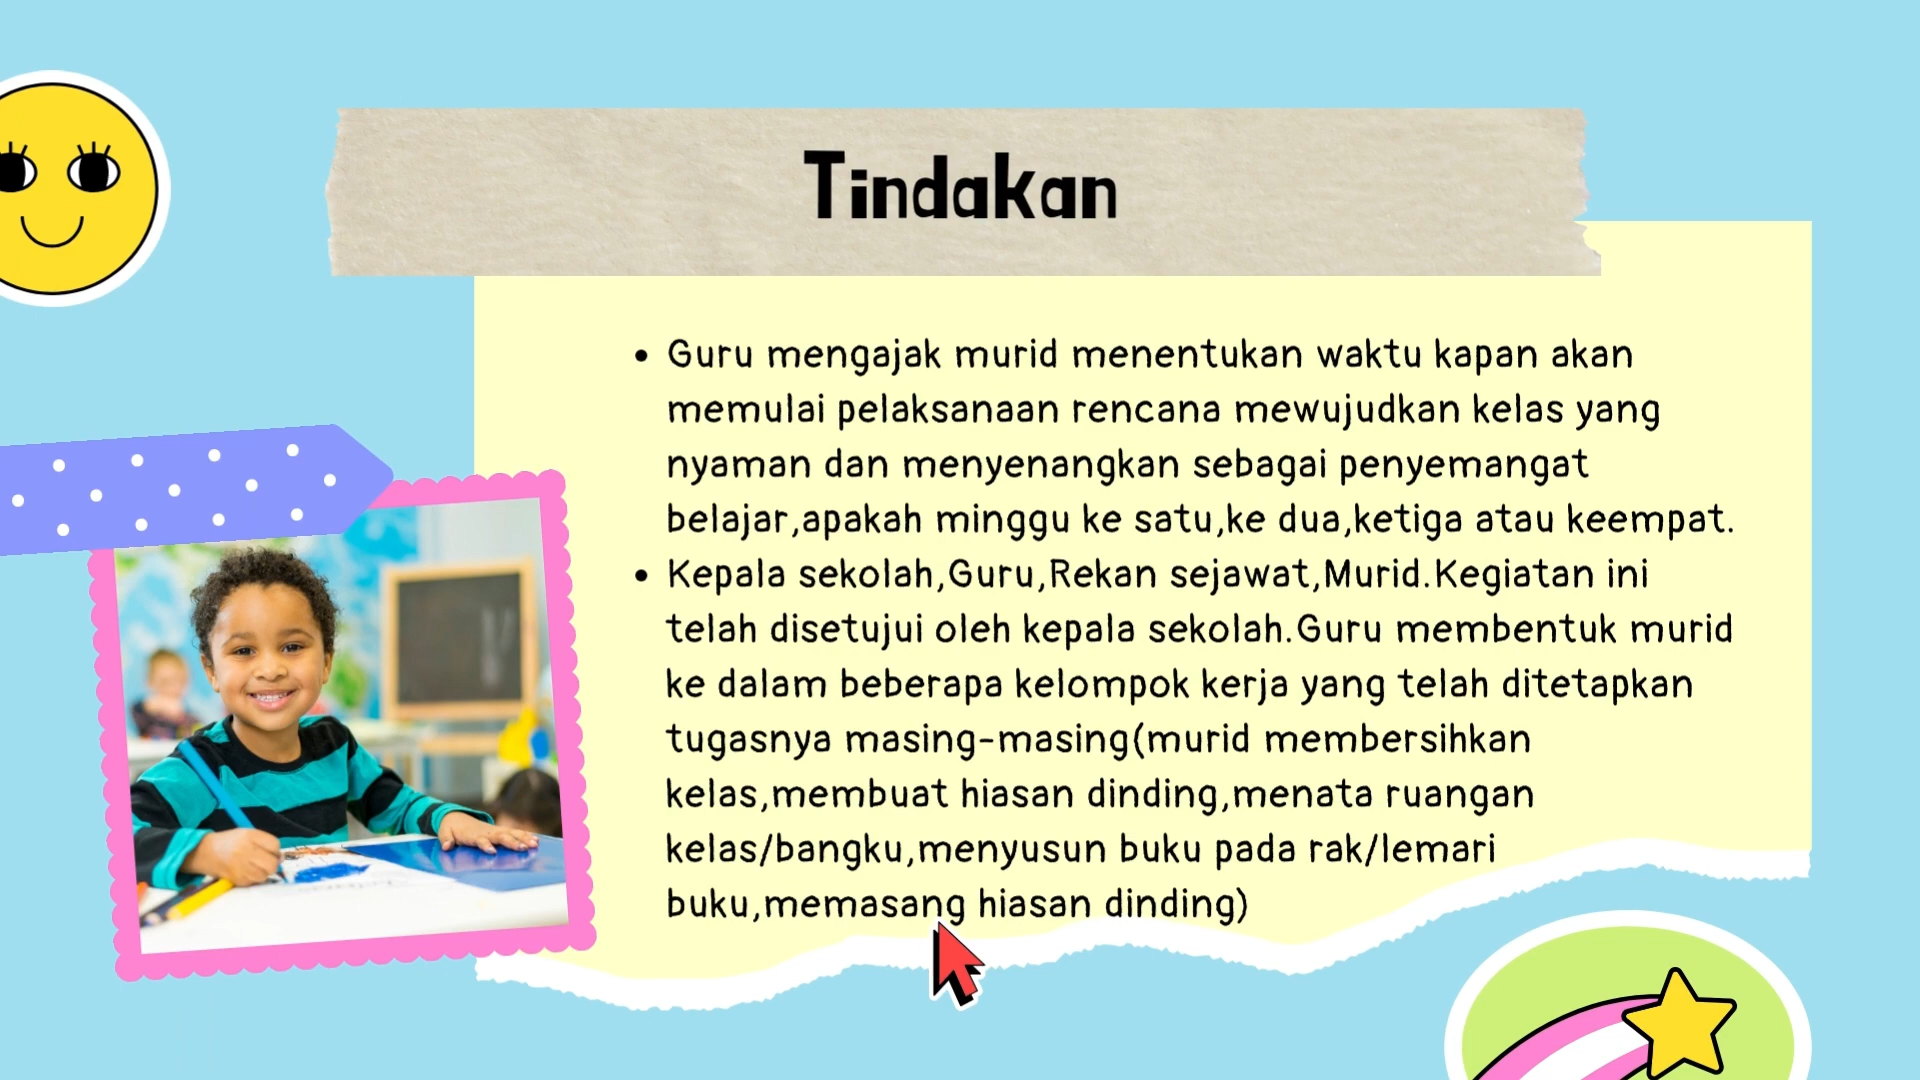 Tindakan
• Guru mengajak murid menentukan waktu kapan akan
memulai pelaksanaan rencana mewujudkan kelas yang
nyaman dan menyenangkan sebagai penyemangat
belajar,apakah minggu ke satu,ke dua,ketiga atau keempat.
• Kepala sekolah,Guru,Rekan sejawat,Murid.Kegiatan ini
telah disetujui oleh kepala sekolah.Guru membentuk murid
ke dalam beberapa kelompok kerja yang telah ditetapkan
tugasnya masing-masing(murid membersihkan
kelas,membuat hiasan dinding,menata ruangan
kelas/bangku,menyusun buku pada rak/lemari
buku,memasang hiasan dinding)